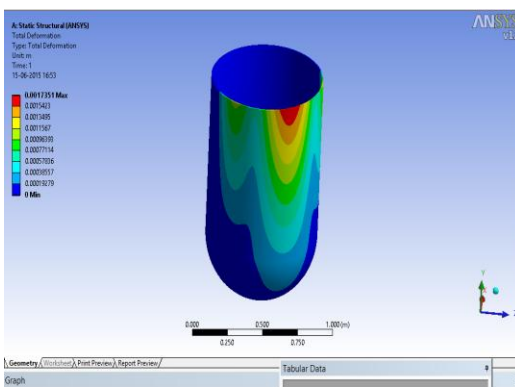 A: Static Structural (ANSYS)
Total Deformation
Type: Total Deformation
Unit: m
Time: 1
15-06-2015 16:53
0.0017351 Max
0.0015423
0.0013495
0.0011567
0.00096393
0.00077114
0.00057836
0.00038557
0.00019279
0 Min
ANSYS
0.000
0.500
1.000 (m)
0.250
0.750
Y
Geometry Worksheet Print Preview Report Preview
Graph
Tabular Data